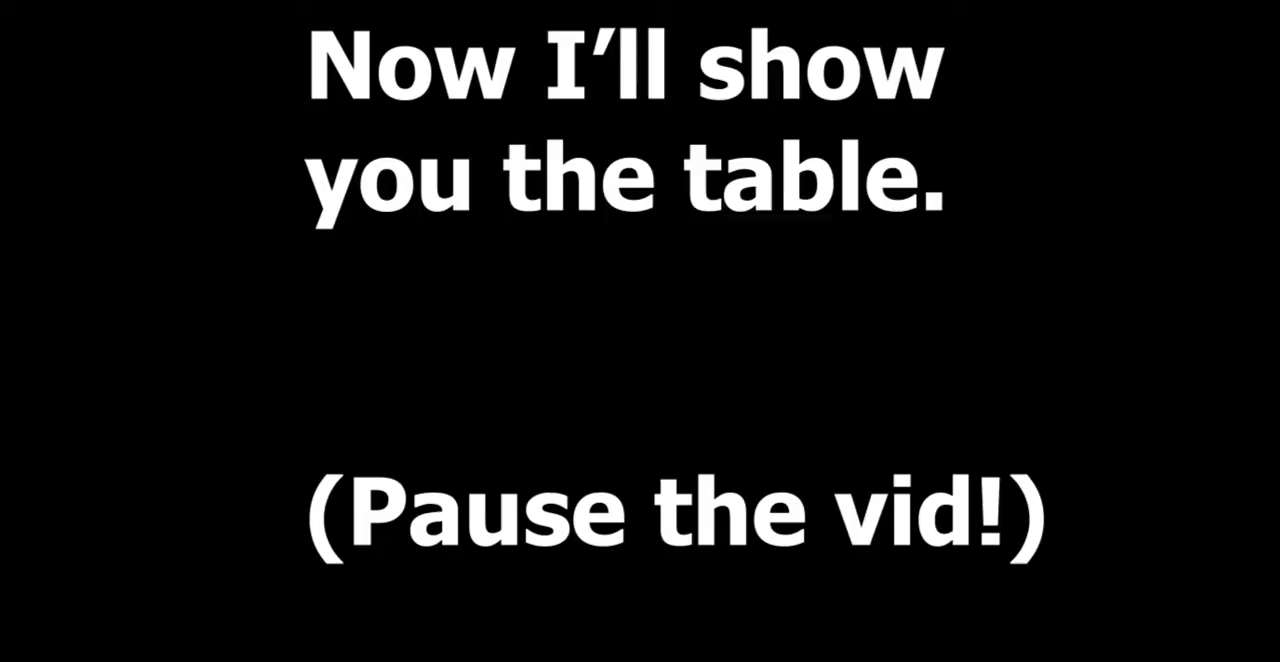 Now I’ll show
you the table.
(Pause the vid!)